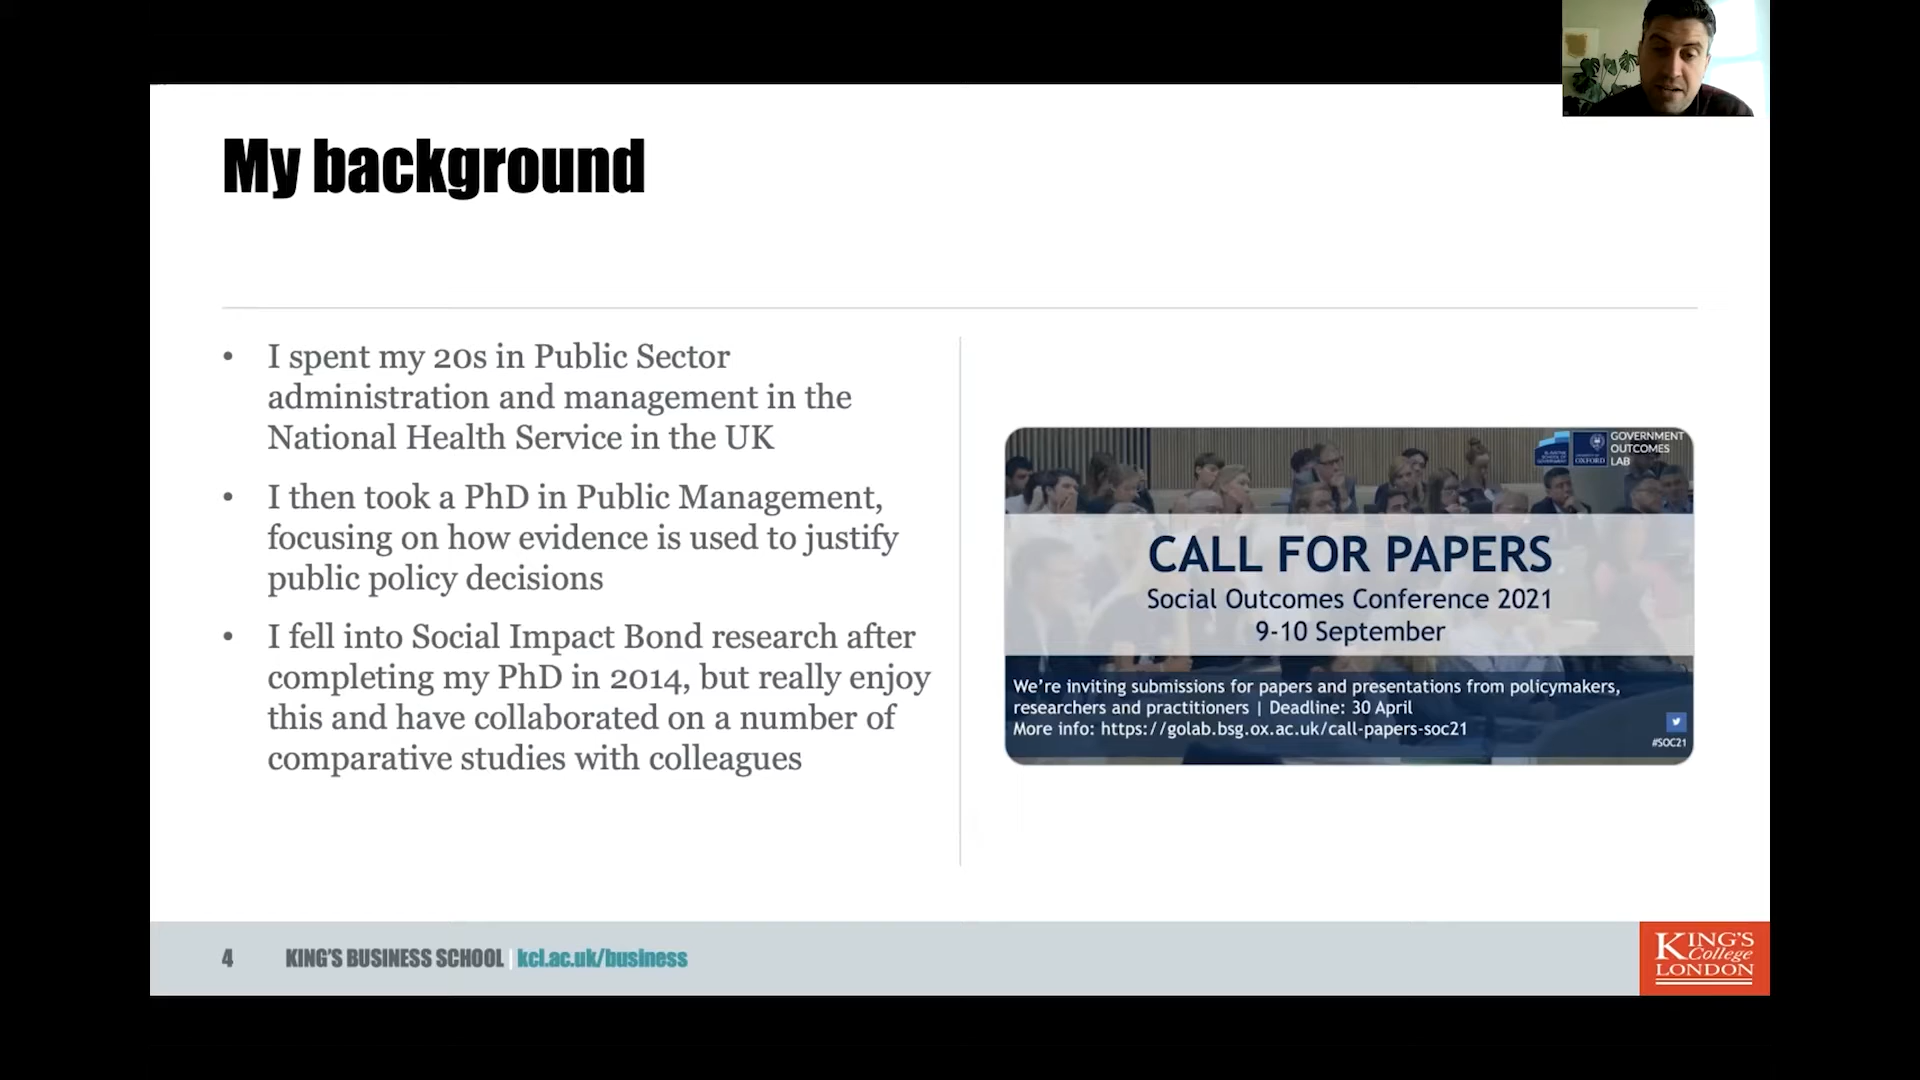 My background
• I spent my 20s in Public Sector
administration and management in the
National Health Service in the UK
• I then took a PhD in Public Management,
focusing on how evidence is used to justify
public policy decisions
• I fell into Social Impact Bond research after
completing my PhD in 2014, but really enjoy
this and have collaborated on a number of
comparative studies with colleagues
GOVERNMENT
OUTCOMES
LAB
OXFORD
CALL FOR PAPERS
Social Outcomes Conference 2021
9-10 September
We're inviting submissions for papers and presentations from policymakers,
researchers and practitioners | Deadline: 30 April
More info: https://golab.bsg.ox.ac.uk/call-papers-soc21
#SOC21
4 KING'S BUSINESS SCHOOL | kcl.ac.uk/business
KING'S
College
LONDON